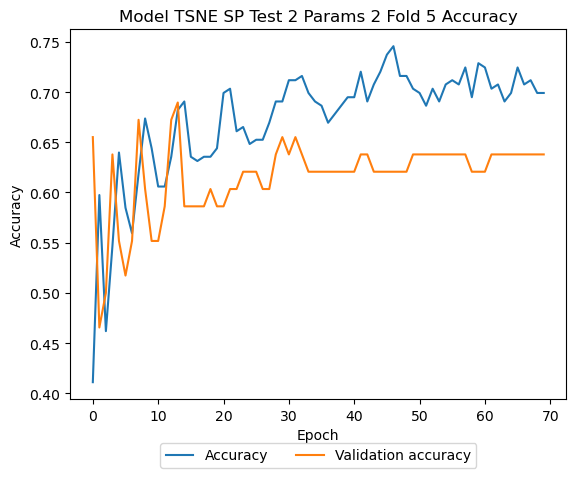 Model TSNE SP Test 2 Params 2 Fold 5 Accuracy
0.75
0.70
0.65
0.60
0.55
0.50
0.45
0.40
Accuracy
0 10 20 30 40 50 60 70
Epoch
Accuracy Validation accuracy